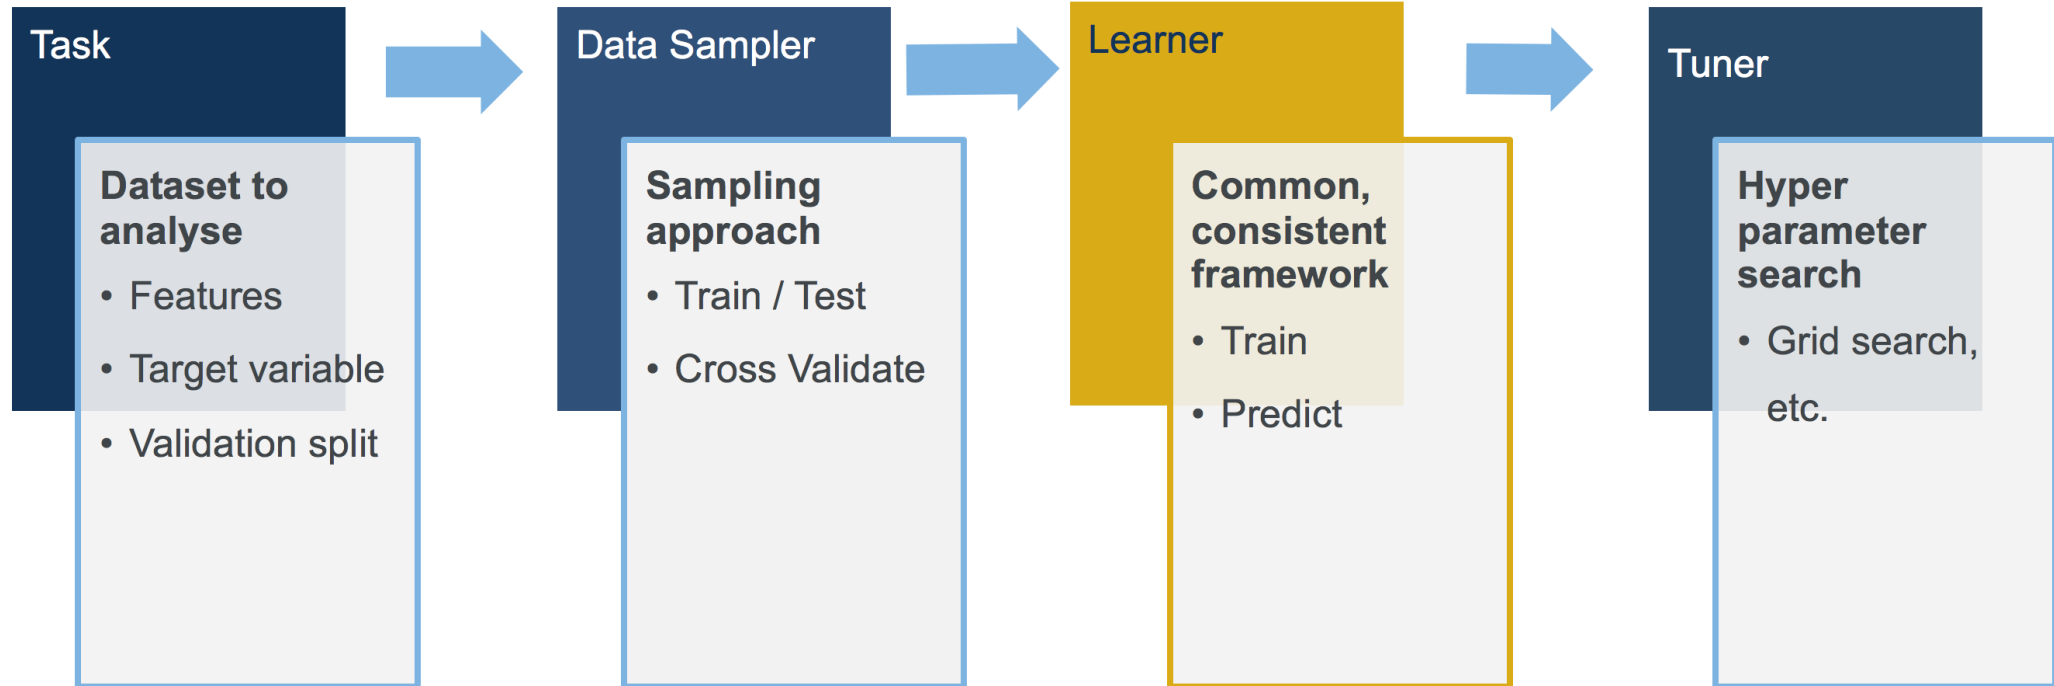 Task
Dataset to
analyse
• Features
• Target variable
• Validation split
Data Sampler
Sampling
approach
• Train / Test
• Cross Validate
Learner
Common,
consistent
framework
• Train
• Predict
Tuner
Hyper
parameter
search
• Grid search,
etc.